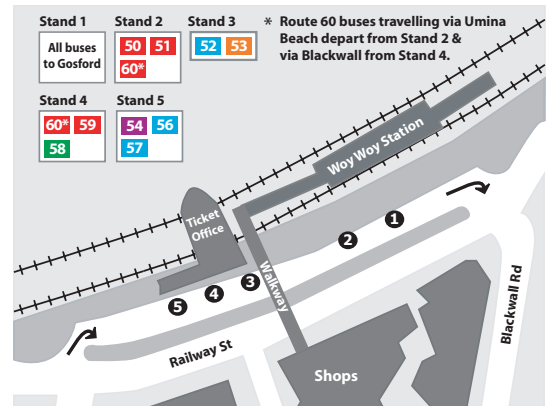 Stand 1
All buses
to Gosford
Stand 2
50 51
60*
Stand 3
52 53
* Route 60 buses travelling via Umina
Beach depart from Stand 2 &
via Blackwall from Stand 4.
Stand 4
60* 59
58
Stand 5
54 56
57
Woy Woy Station
Ticket
Office
Walkway
1
2
3
4
5
Railway St
Blackwall Rd
Shops